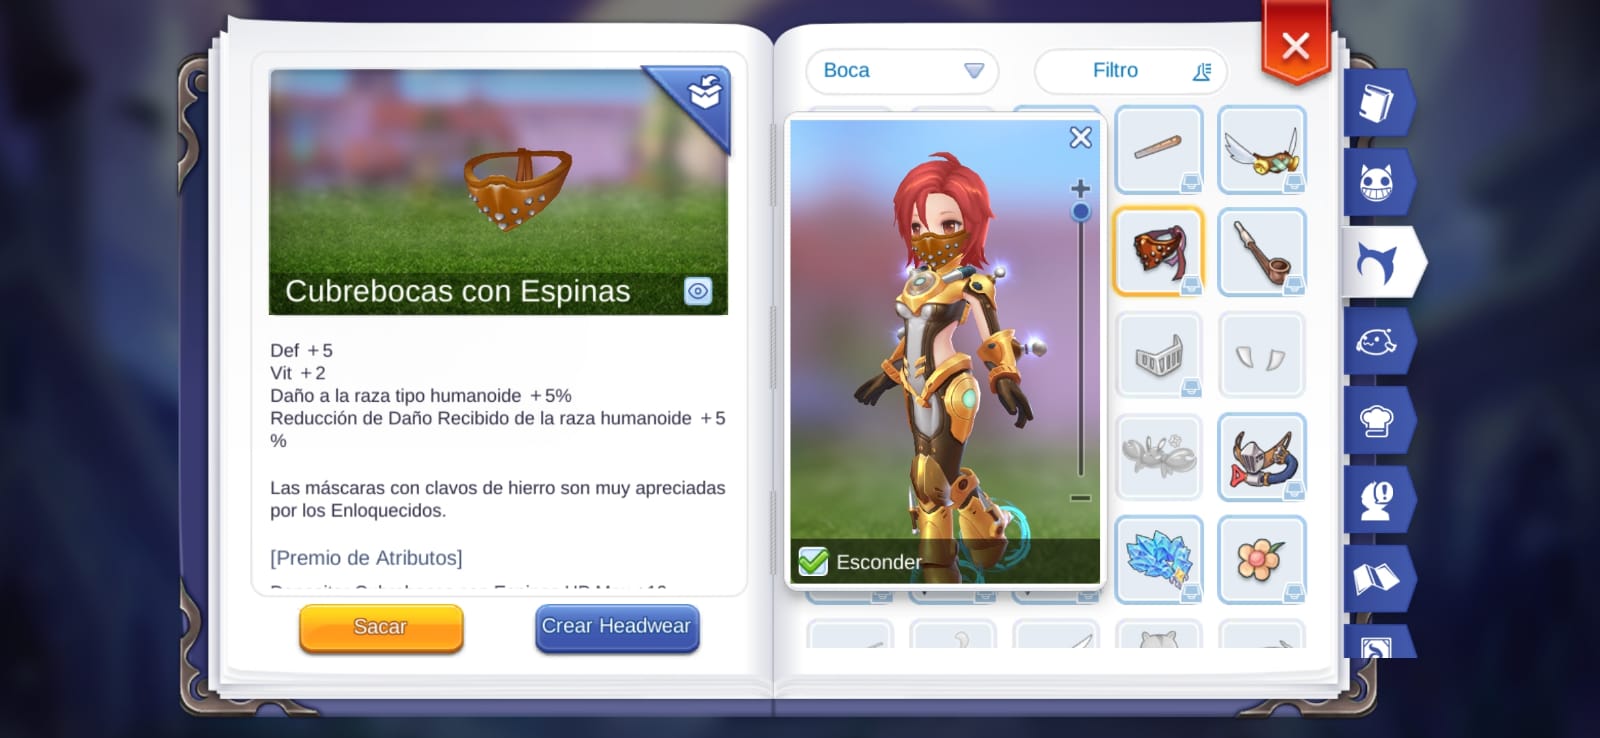 Boca
Filtro
Cubrebocas con Espinas
Def +5
Vit +2
Daño a la raza tipo humanoide +5%
Reducción de Daño Recibido de la raza humanoide +5
%
Las máscaras con clavos de hierro son muy apreciadas
por los Enloquecidos.
[Premio de Atributos]
Esconder
Sacar
Crear Headwear